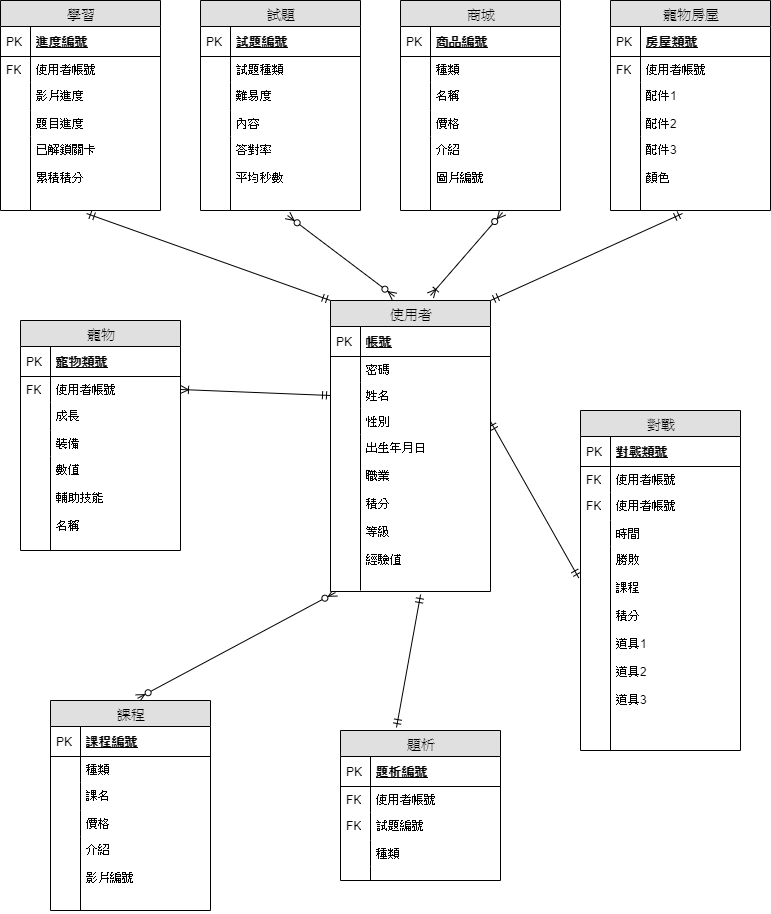 學習
PK 進度編號
FK 使用者帳號
影片進度
題目進度
已解鎖關卡
累積積分
試題
PK 試題編號
試題種類
難易度
內容
答對率
平均秒數
商城
PK 商品編號
種類
名稱
價格
介紹
圖片編號
寵物房屋
PK 房屋類號
FK 使用者帳號
配件1
配件2
配件3
顏色
寵物
PK 寵物類號
FK 使用者帳號
成長
裝備
數值
輔助技能
名稱
使用者
PK 帳號
密碼
姓名
性別
出生年月日
職業
積分
等級
經驗值
對戰
PK 對戰類號
FK 使用者帳號
FK 使用者帳號
時間
勝敗
課程
積分
道具1
道具2
道具3
課程
PK 課程編號
種類
課名
價格
介紹
影片編號
題析
PK 題析編號
FK 使用者帳號
FK 試題編號
種類